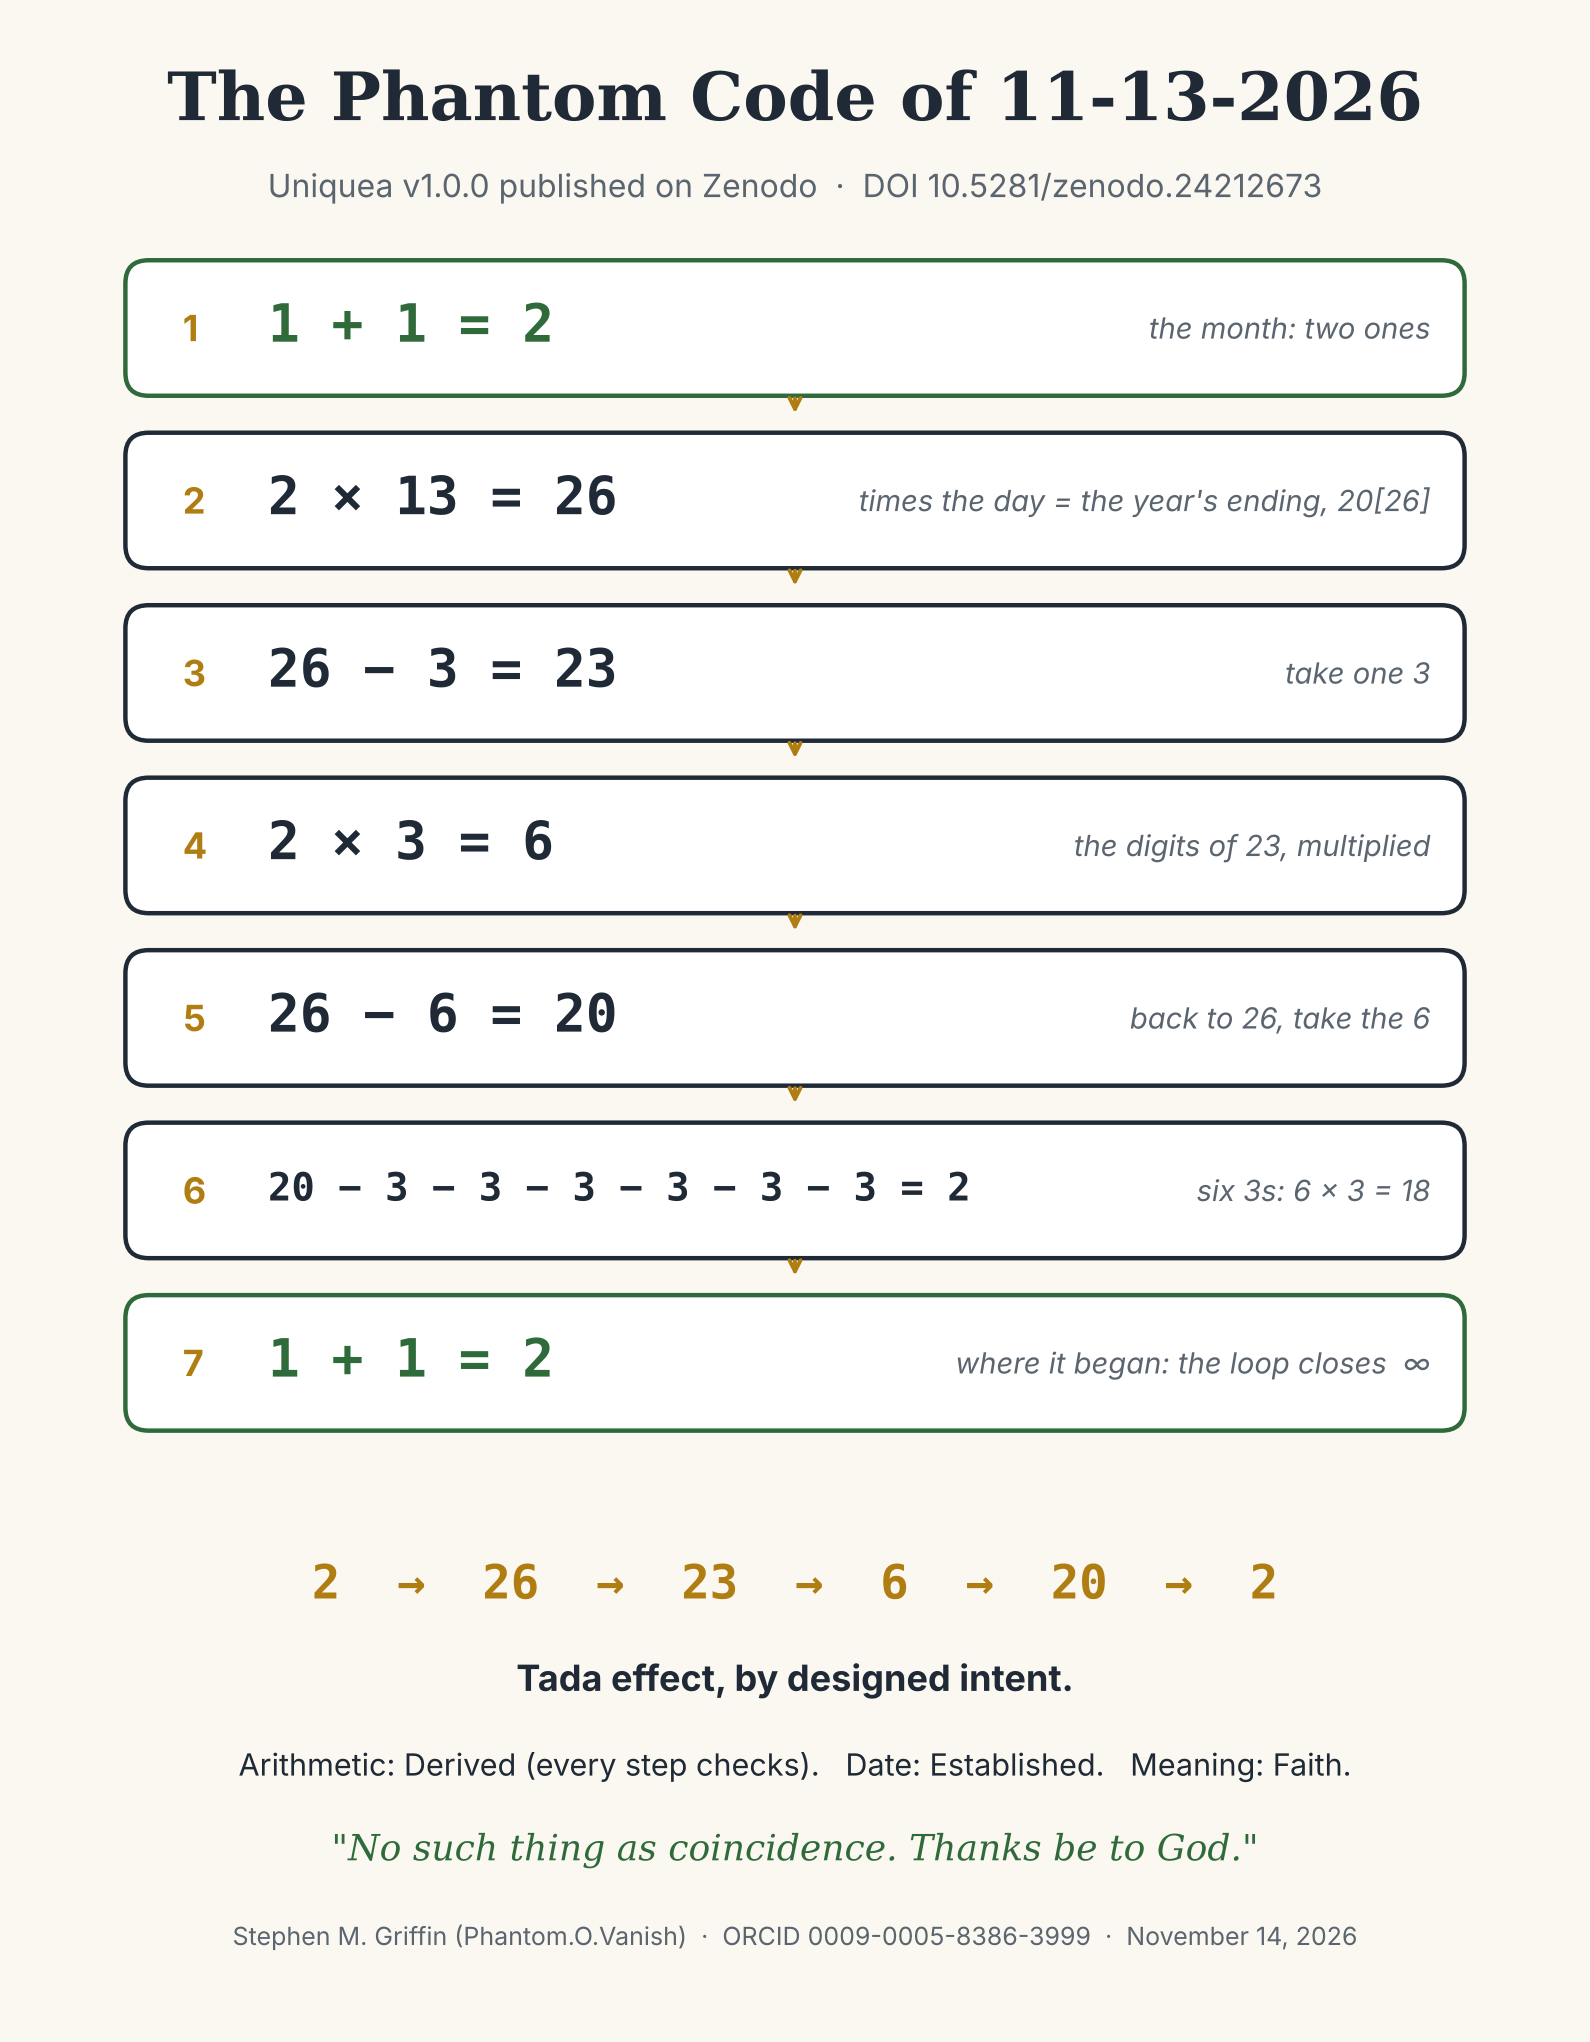 The Phantom Code of 11-13-2026
Uniquea v1.0.0 published on Zenodo · DOI 10.5281/zenodo.24212673
1 1 + 1 = 2 the month: two ones
2 2 × 13 = 26 times the day = the year's ending, 20[26]
3 26 − 3 = 23 take one 3
4 2 × 3 = 6 the digits of 23, multiplied
5 26 − 6 = 20 back to 26, take the 6
6 20 − 3 − 3 − 3 − 3 − 3 − 3 = 2 six 3s: 6 × 3 = 18
7 1 + 1 = 2 where it began: the loop closes ∞
2 → 26 → 23 → 6 → 20 → 2
Tada effect, by designed intent.
Arithmetic: Derived (every step checks). Date: Established. Meaning: Faith.
"No such thing as coincidence. Thanks be to God."
Stephen M. Griffin (Phantom.O.Vanish) · ORCID 0009-0005-8386-3999 · November 14, 2026